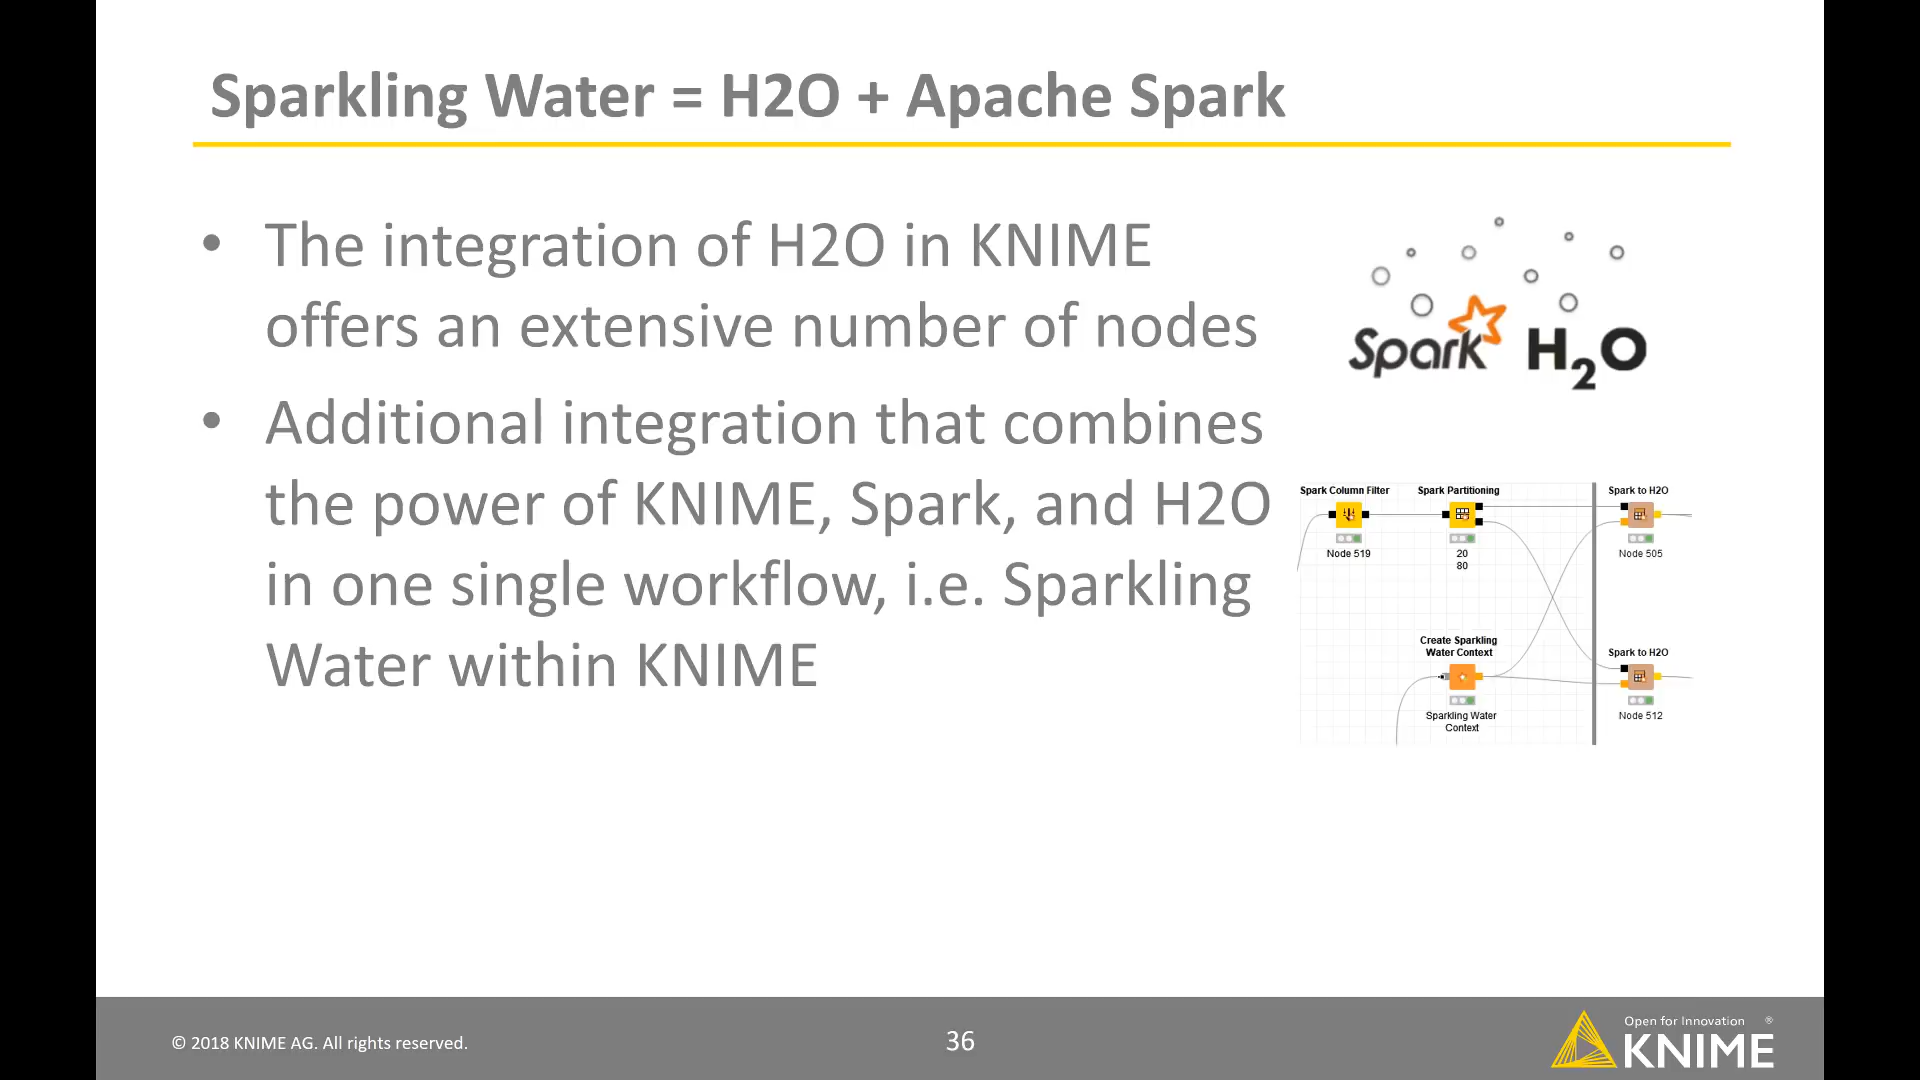 Sparkling Water = H2O + Apache Spark
• The integration of H2O in KNIME
offers an extensive number of nodes
• Additional integration that combines
the power of KNIME, Spark, and H2O
in one single workflow, i.e. Sparkling
Water within KNIME
Spark H2O
Spark Column Filter
Node 519
Spark Partitioning
20
80
Spark to H2O
Node 505
Create Sparkling
Water Context
Sparkling Water
Context
Spark to H2O
Node 512
© 2018 KNIME AG. All rights reserved.
36
Open for Innovation ®
KNIME